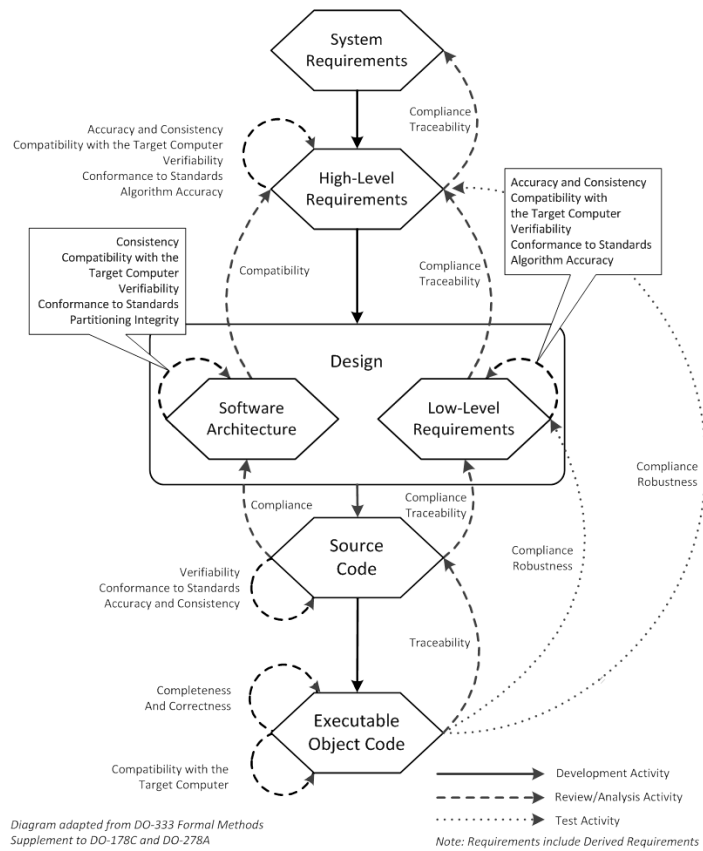 System
Requirements
Compliance
Traceability
Accuracy and Consistency
Compatibility with the Target Computer
Verifiability
Conformance to Standards
Algorithm Accuracy
High-Level
Requirements
Accuracy and Consistency
Compatibility with
the Target Computer
Verifiability
Conformance to Standards
Algorithm Accuracy
Consistency
Compatibility with the
Target Computer
Verifiability
Conformance to Standards
Partitioning Integrity
Compatibility
Compliance
Traceability
Design
Software
Architecture
Low-Level
Requirements
Compliance
Robustness
Compliance
Compliance
Traceability
Source
Code
Compliance
Robustness
Verifiability
Conformance to Standards
Accuracy and Consistency
Traceability
Completeness
And Correctness
Executable
Object Code
Compatibility with the
Target Computer
Development Activity
Review/Analysis Activity
Test Activity
Diagram adapted from DO-333 Formal Methods
Supplement to DO-178C and DO-278A
Note: Requirements include Derived Requirements